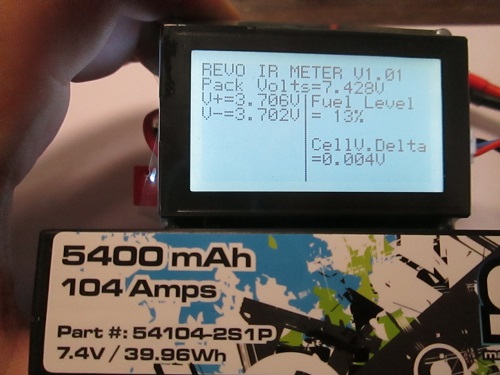 REVO IR METER V1.01
Pack Volts=7.428V
V+=3.706V
V-=3.702V
Fuel Level
= 13%
CellV.Delta
=0.004V
5400 mAh
104 Amps
Part #: 54104-2S1P
7.4V / 39.96Wh